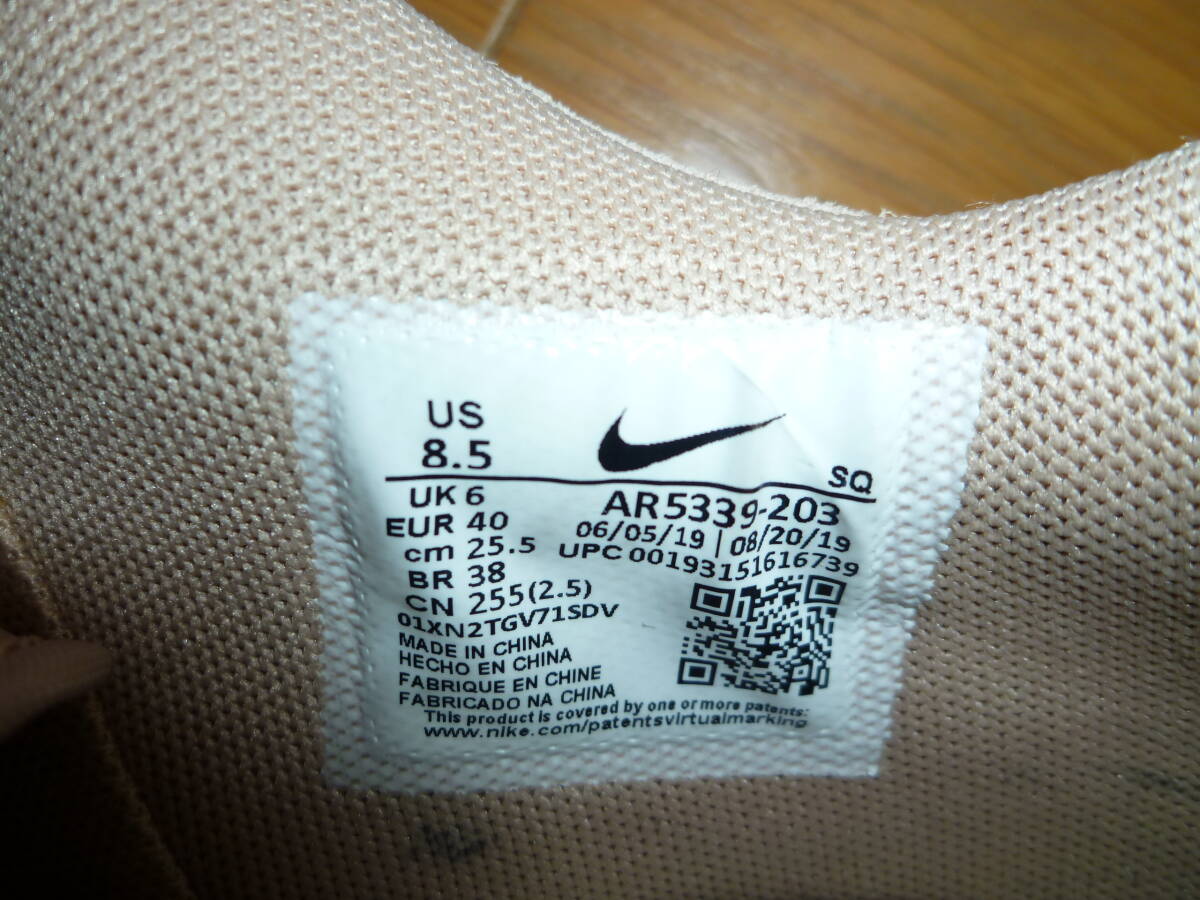 US
8.5
SQ
UK 6
EUR 40
cm 25.5
BR 38
CN 255(2.5)
AR5339-203
06/05/19 | 08/20/19
UPC 00193151616739
01XN2TGV71SDV
MADE IN CHINA
HECHO EN CHINA
FABRIQUE EN CHINE
FABRICADO NA CHINA
This product is covered by one or more patents:
www.nike.com/patentsvirtualmarking